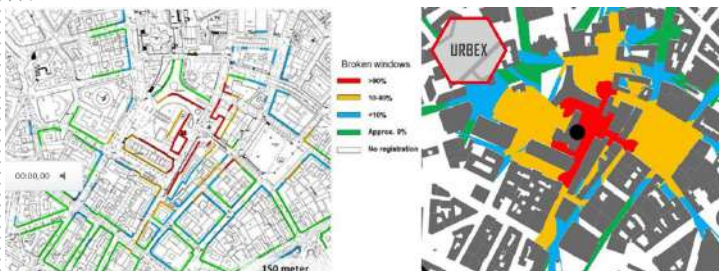 00:00,00
150 meter
Broken windows
>90%
10-90%
<10%
Approx. 0%
No registration
URBEX